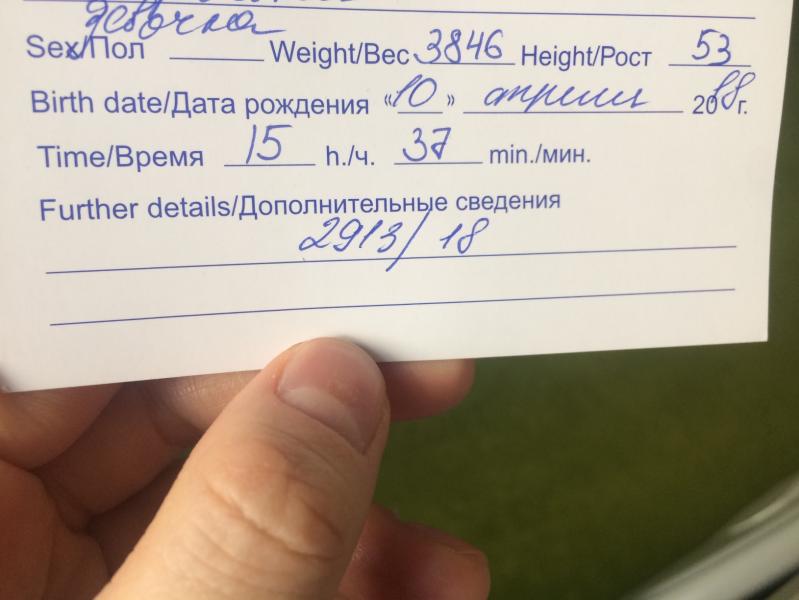 девочка
Sex/Пол Weight/Вес 3846 Height/Рост 53
Birth date/Дата рождения «10» апреля 2018г.
Time/Время 15 h./ч. 37 min./мин.
Further details/Дополнительные сведения
2913/18